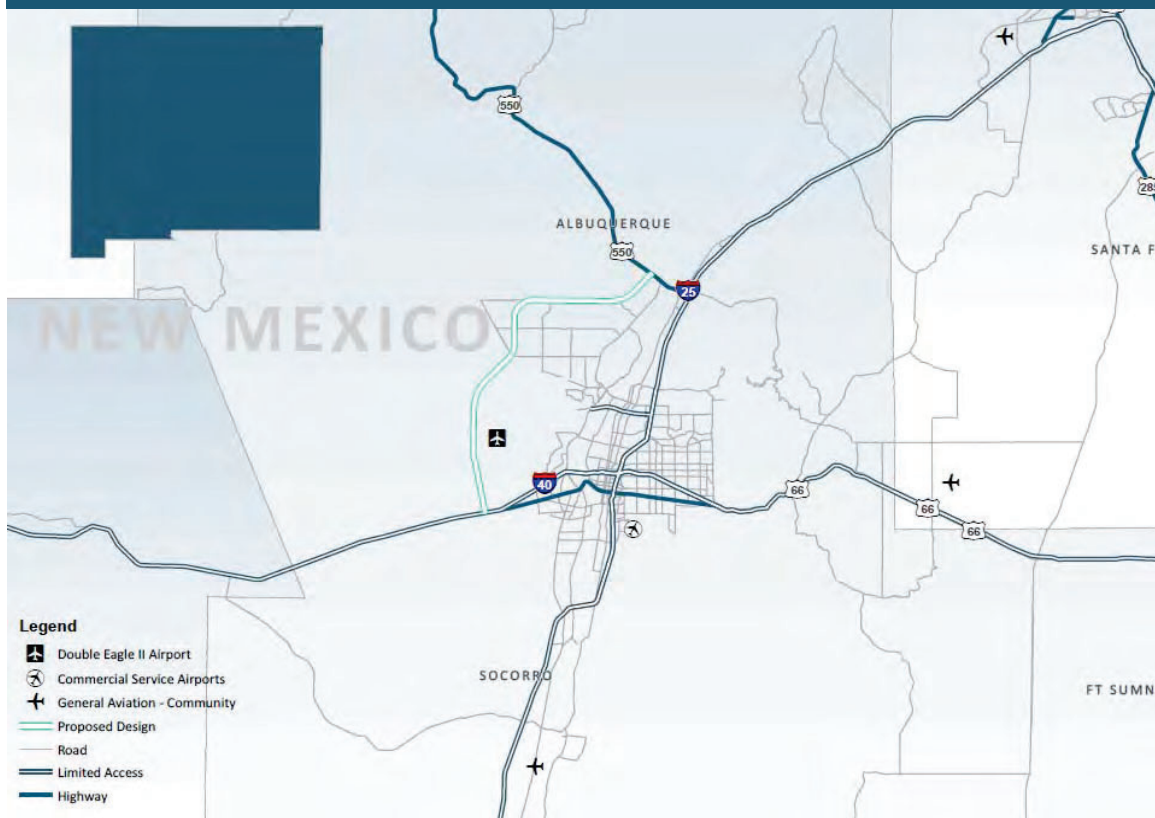 550
ALBUQUERQUE
550
285
SANTA F
25
NEW MEXICO
40
66
66
66
SOCORRO
FT SUMN
Legend
Double Eagle II Airport
Commercial Service Airports
General Aviation - Community
Proposed Design
Road
Limited Access
Highway